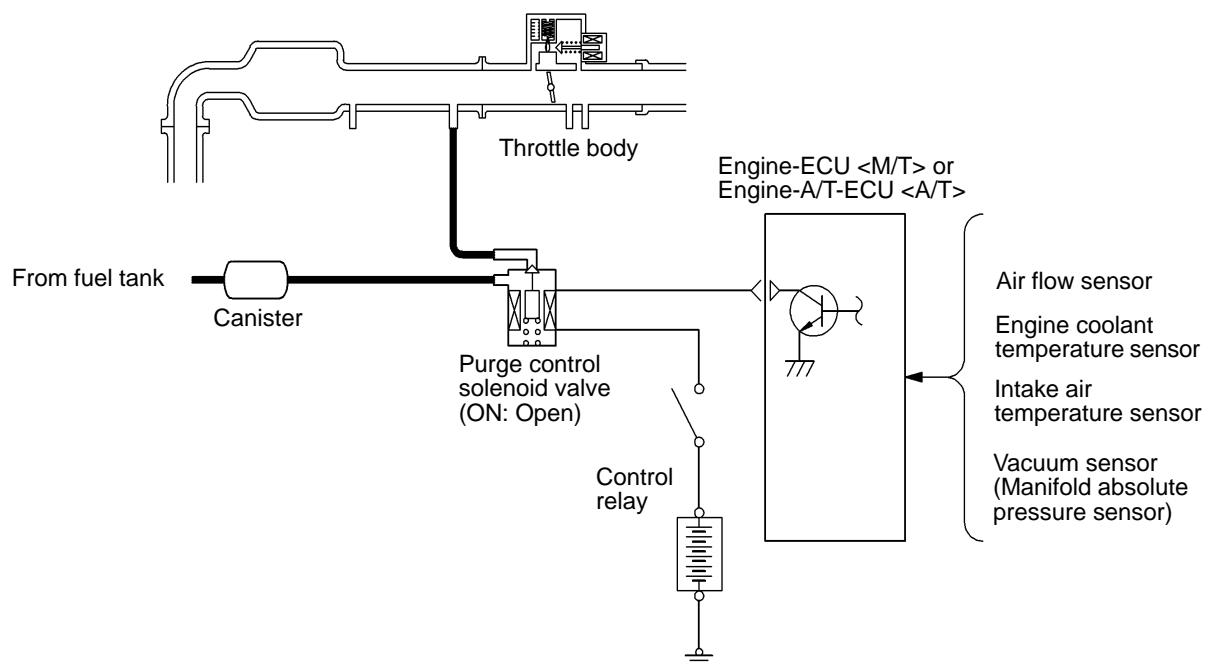 Throttle body
Engine-ECU <M/T> or
Engine-A/T-ECU <A/T>
From fuel tank
Canister
Purge control
solenoid valve
(ON: Open)
Control
relay
Air flow sensor
Engine coolant
temperature sensor
Intake air
temperature sensor
Vacuum sensor
(Manifold absolute
pressure sensor)